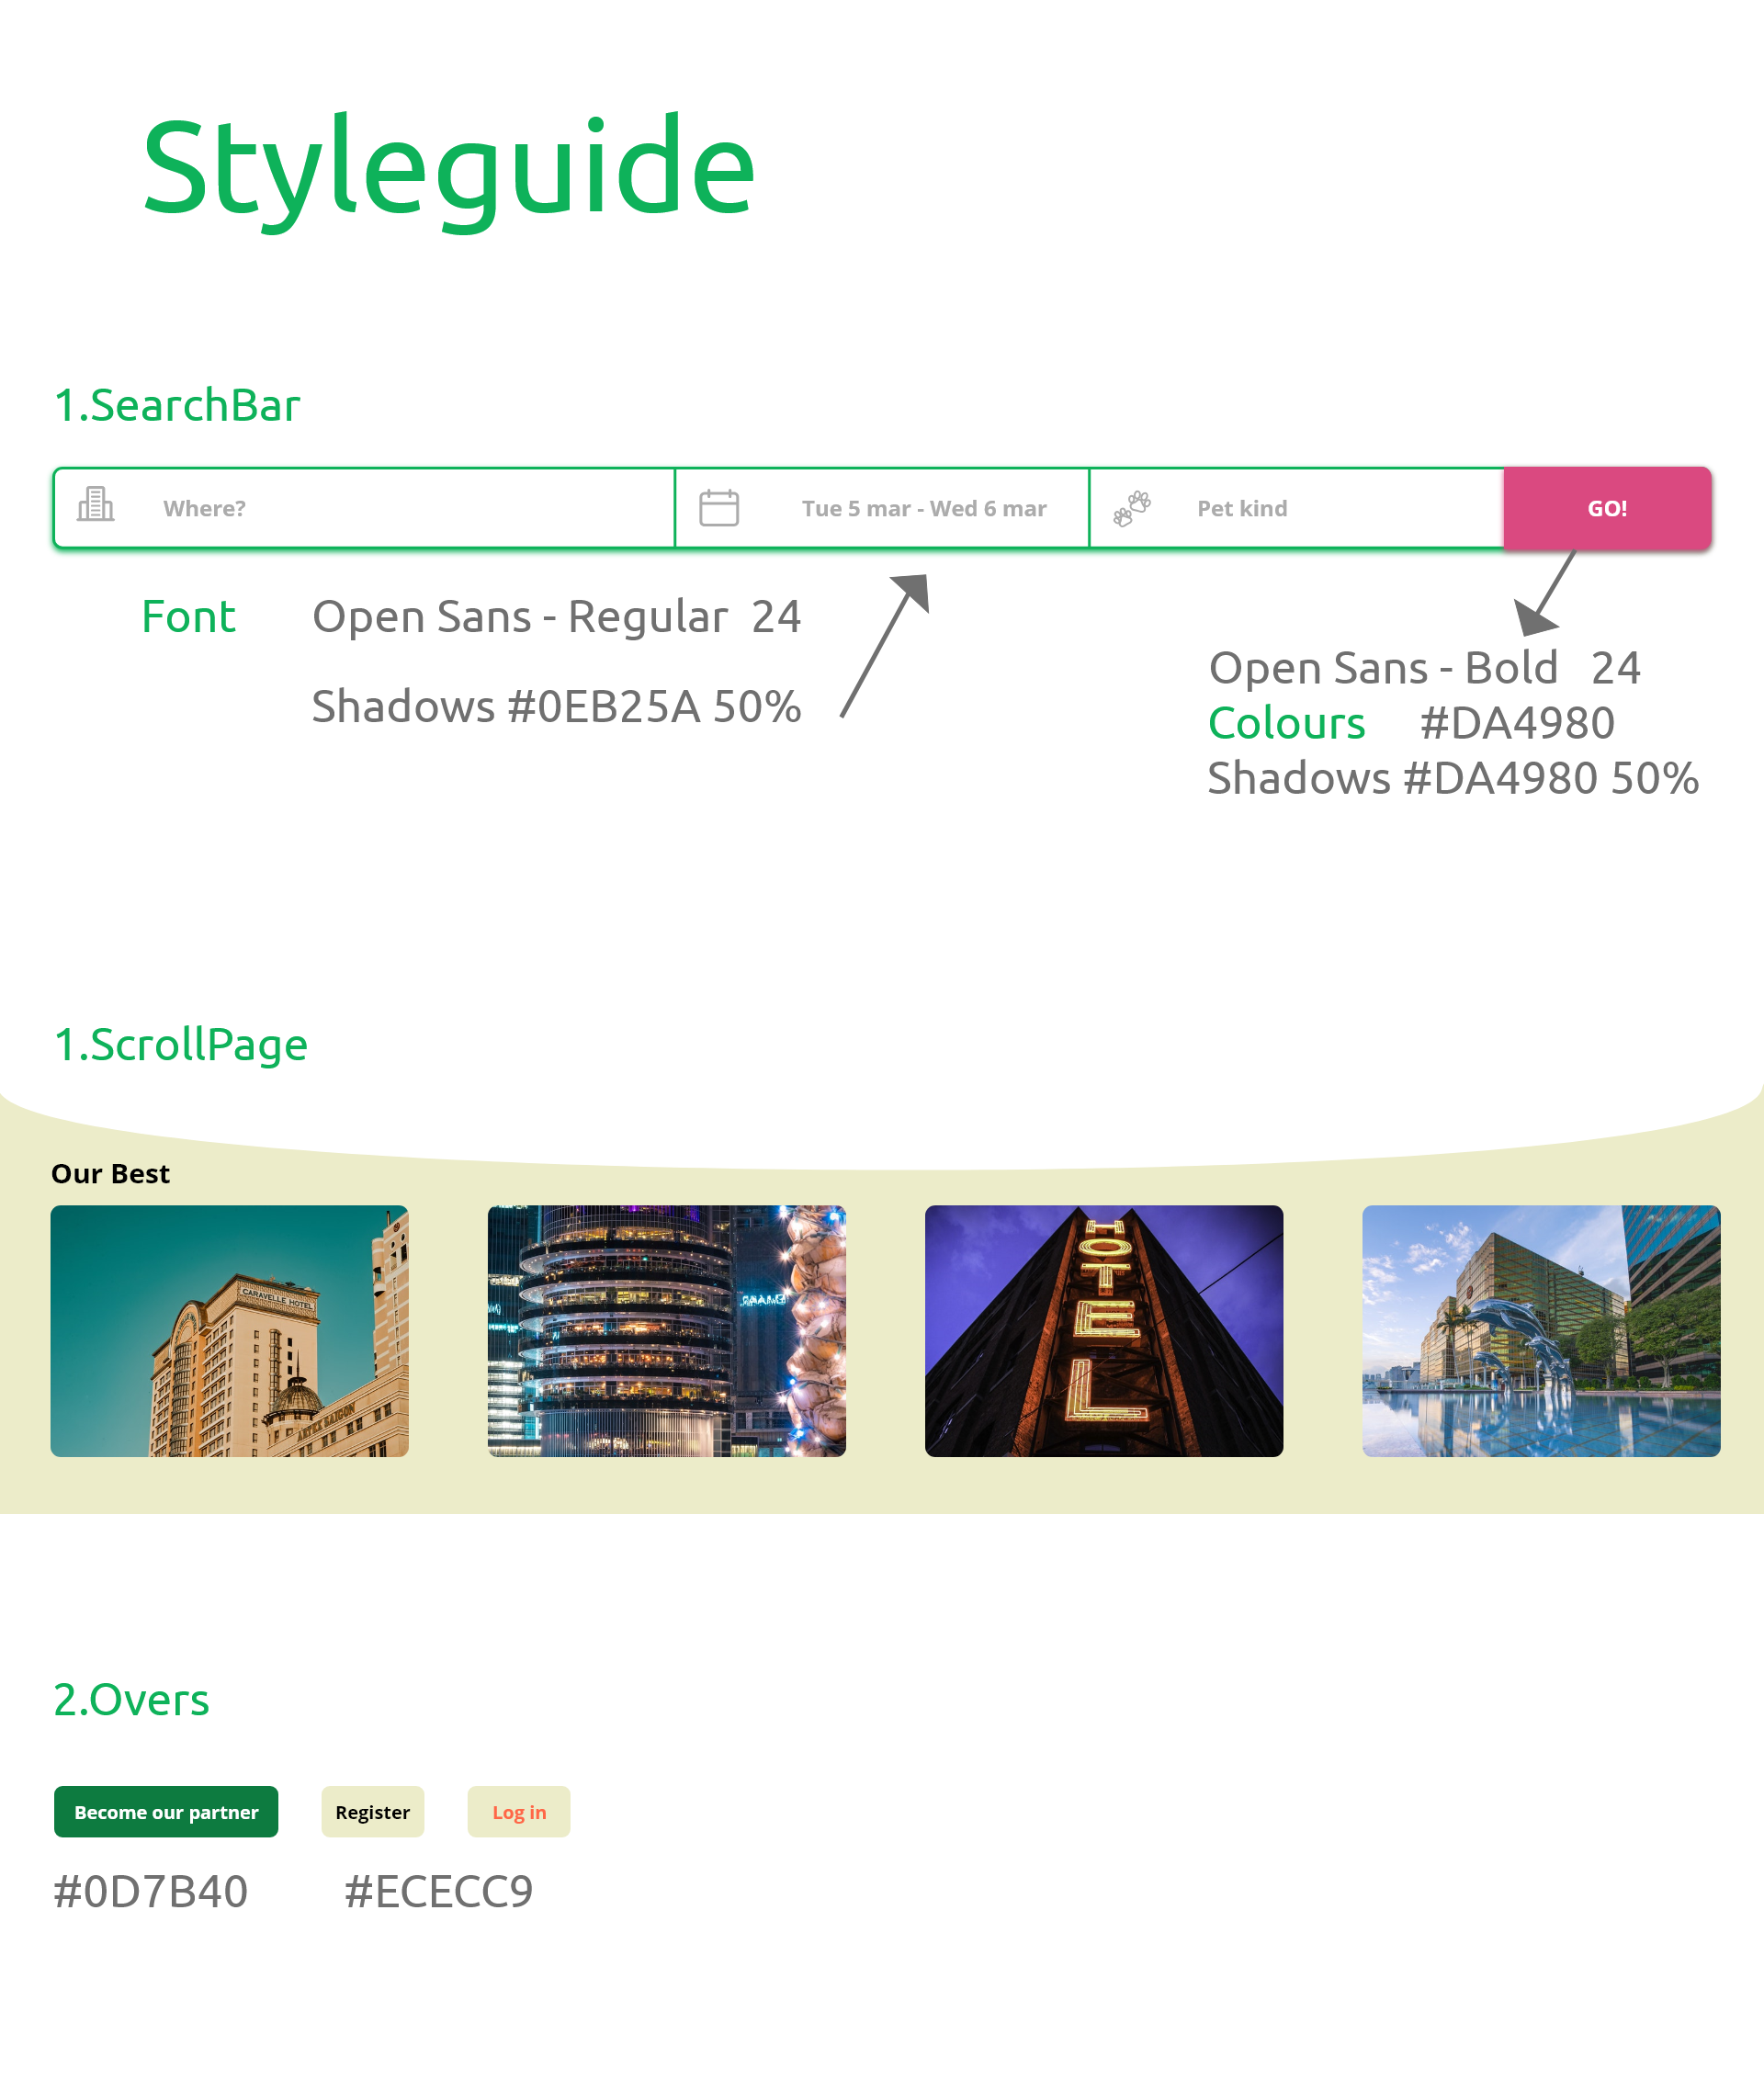 Styleguide
1.SearchBar
Where?
Tue 5 mar - Wed 6 mar
Pet kind
GO!
Font Open Sans - Regular 24
Shadows #0EB25A 50%
Open Sans - Bold 24
Colours #DA4980
Shadows #DA4980 50%
1.ScrollPage
Our Best
CARAVELLE HOTEL
HOTEL
2.Overs
Become our partner
Register
Log in
#0D7B40
#ECECC9